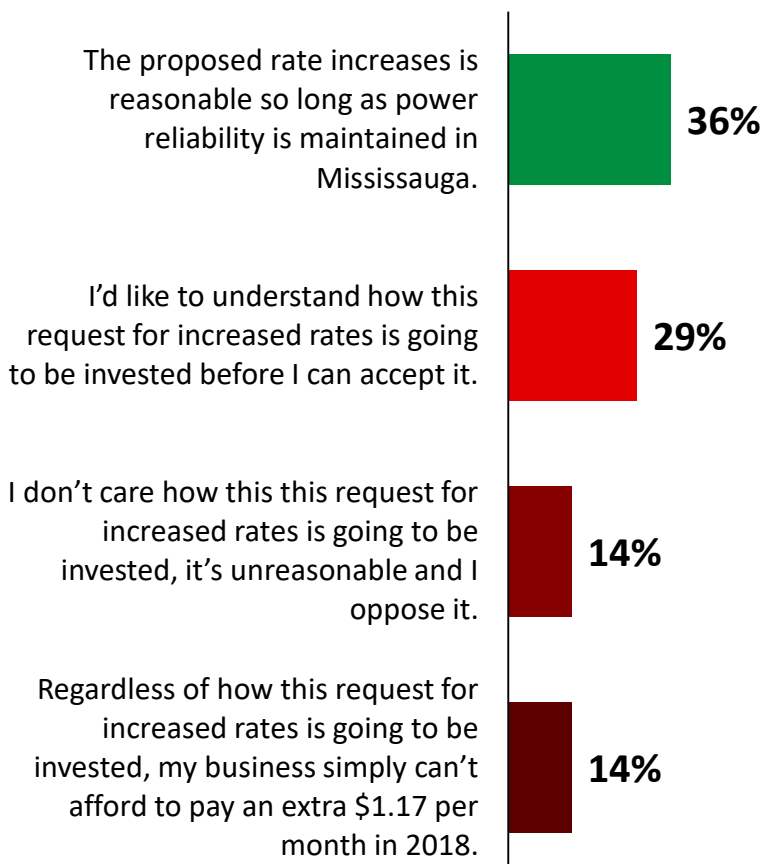 The proposed rate increases is
reasonable so long as power
reliability is maintained in
Mississauga.
36%
I'd like to understand how this
request for increased rates is going
to be invested before I can accept it.
29%
I don't care how this this request for
increased rates is going to be
invested, it's unreasonable and I
oppose it.
14%
Regardless of how this request for
increased rates is going to be
invested, my business simply can't
afford to pay an extra $1.17 per
month in 2018.
14%